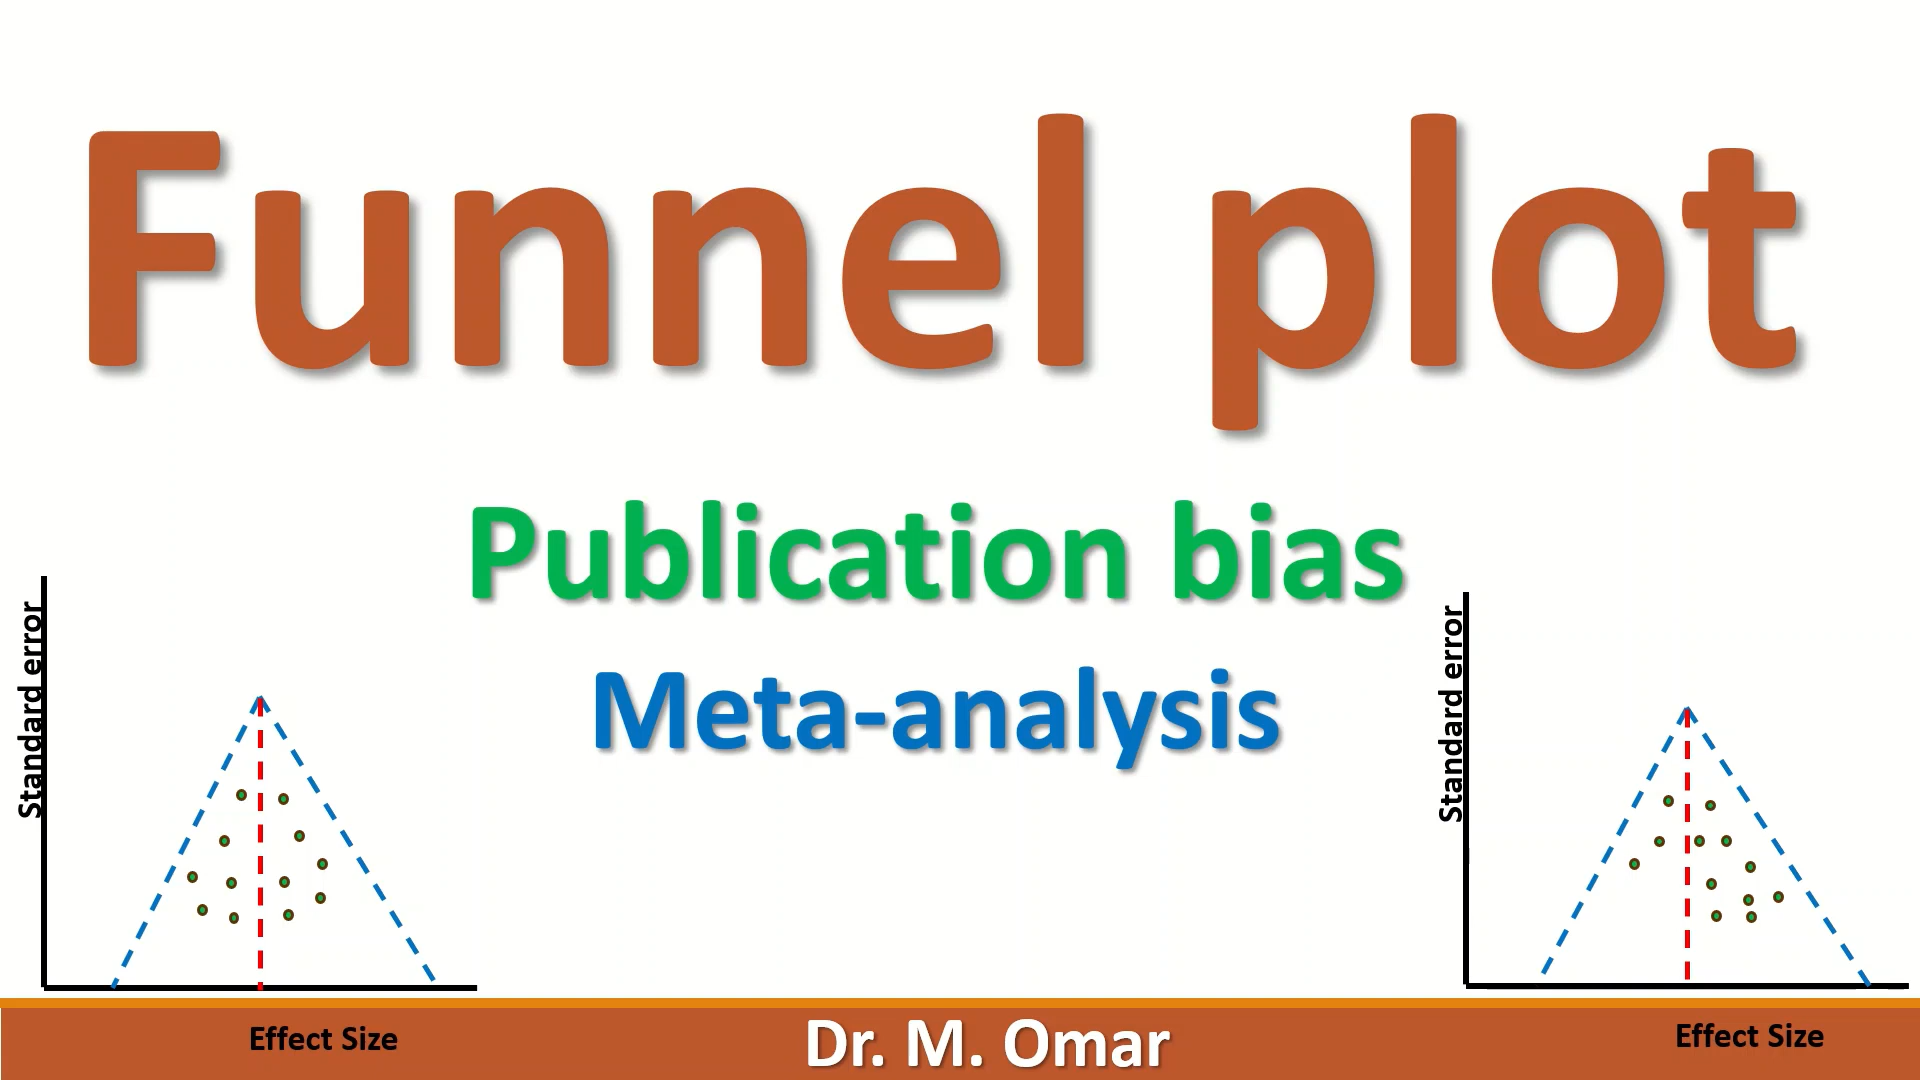 Funnel plot
Publication bias
Meta-analysis
Standard error
Effect Size
Standard error
Effect Size
Dr. M. Omar